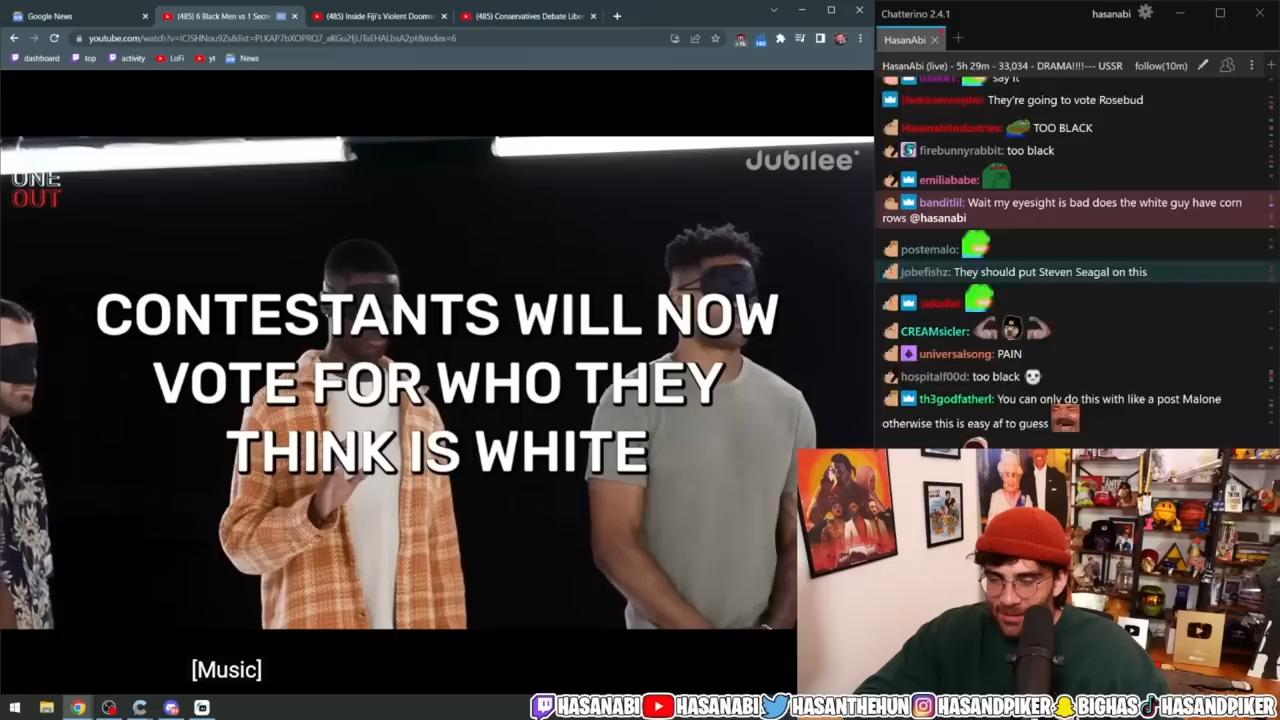 Google News
(485) 6 Black Men vs 1 Secre
(485) Inside Fiji's Violent Dooms
(485) Conservatives Debate Libe
dashboard
top
activity
LoFi
yt
News
Jubilee
ONE
OUT
CONTESTANTS WILL NOW
VOTE FOR WHO THEY
THINK IS WHITE
[Music]
Chatterino 2.4.1
hasanabi
HasanAbi
HasanAbi (live) - 5h 29m - 33,034 - DRAMA!!!!--- USSR
follow(10m)
say it
They're going to vote Rosebud
HasanabiIndustries: TOO BLACK
firebunnyrabbit: too black
emiliababe:
banditlil: Wait my eyesight is bad does the white guy have corn
rows @hasanabi
postemalo:
jobefishz: They should put Steven Seagal on this
CREAMsicler:
universalsong: PAIN
hospitalf00d: too black
th3godfatherl: You can only do this with like a post Malone
otherwise this is easy af to guess
HASANABI HASANABI HASANTHEHUN HASANDPIKER BIGHAS HASANDPIKER